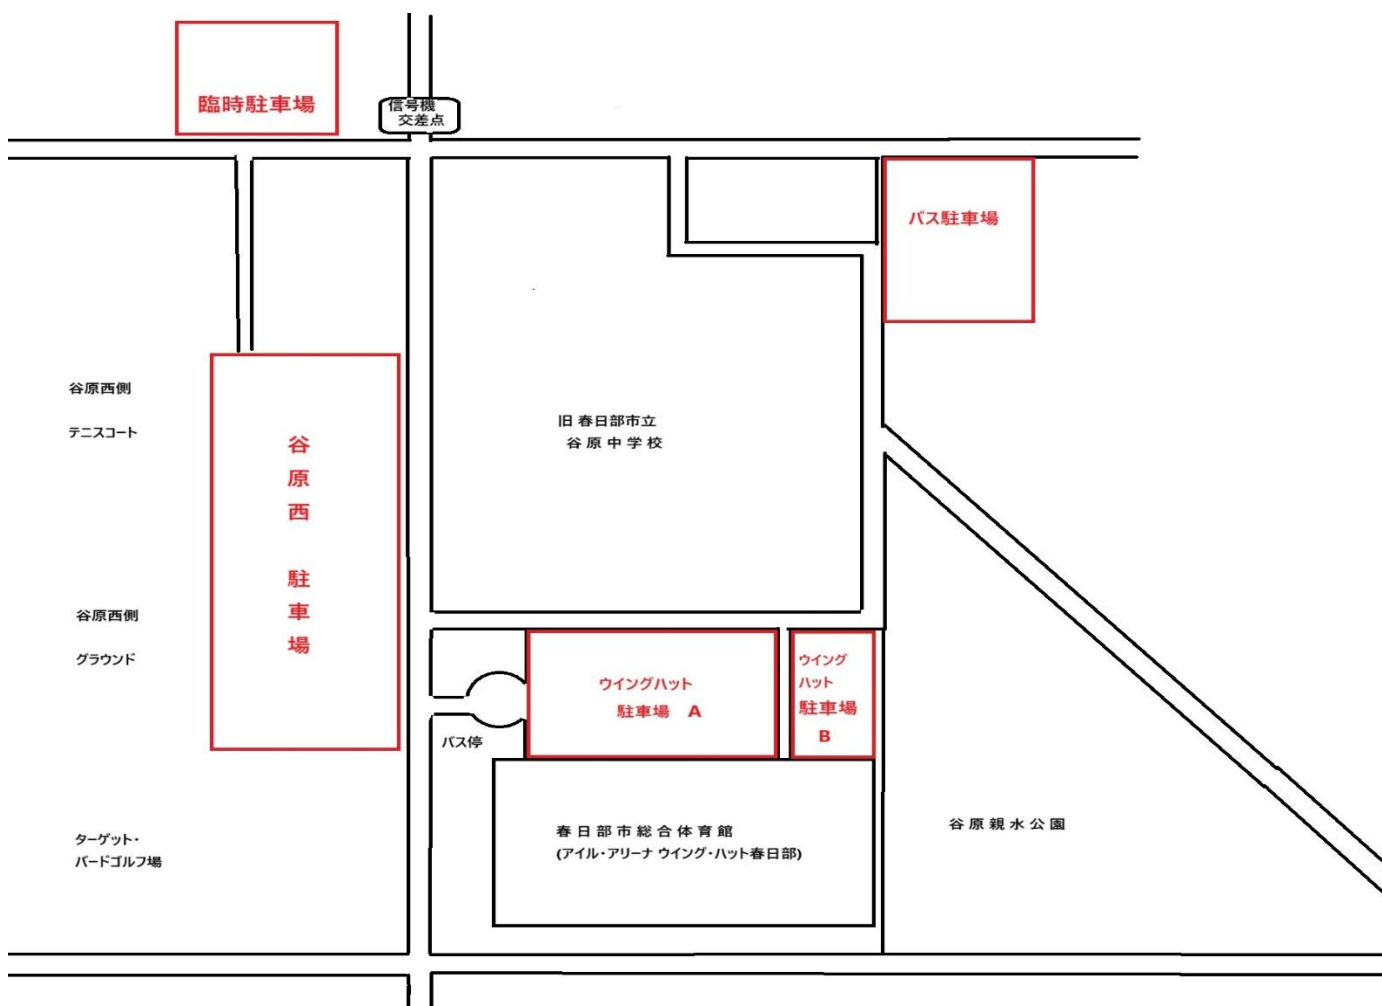 臨時駐車場
信号機
交差点
バス駐車場
谷原西側
テニスコート
谷原西 駐車場
旧 春日部市立
谷原中学校
谷原西側
グラウンド
ウイングハット
駐車場 A
ウイング
ハット
駐車場
B
バス停
ターゲット・
バードゴルフ場
春日部市総合体育館
(アイル・アリーナ ウイング・ハット春日部)
谷原親水公園